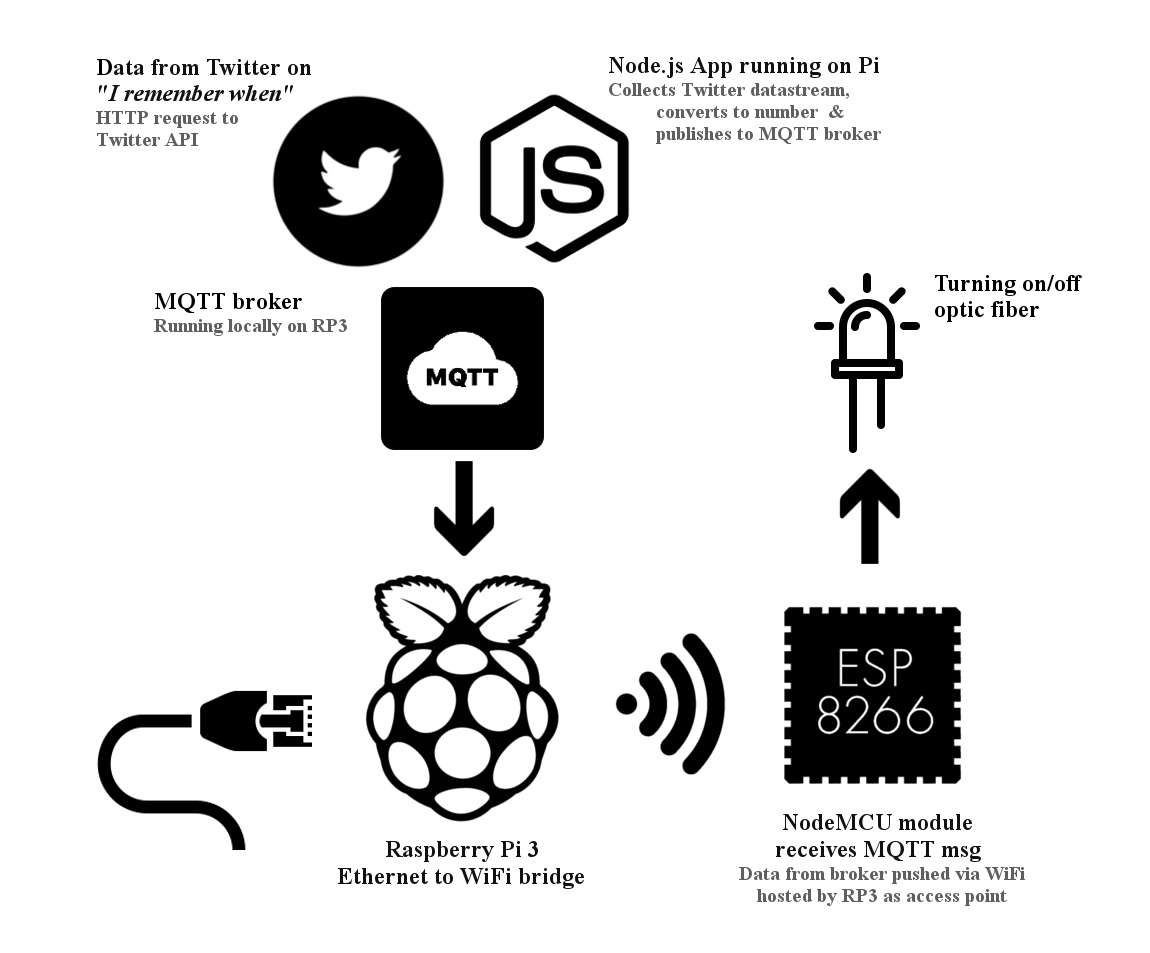 Data from Twitter on
"I remember when"
HTTP request to
Twitter API
Node.js App running on Pi
Collects Twitter datastream,
converts to number &
publishes to MQTT broker
JS
MQTT broker
Running locally on RP3
MQTT
Turning on/off
optic fiber
ESP
8266
Raspberry Pi 3
Ethernet to WiFi bridge
NodeMCU module
receives MQTT msg
Data from broker pushed via WiFi
hosted by RP3 as access point